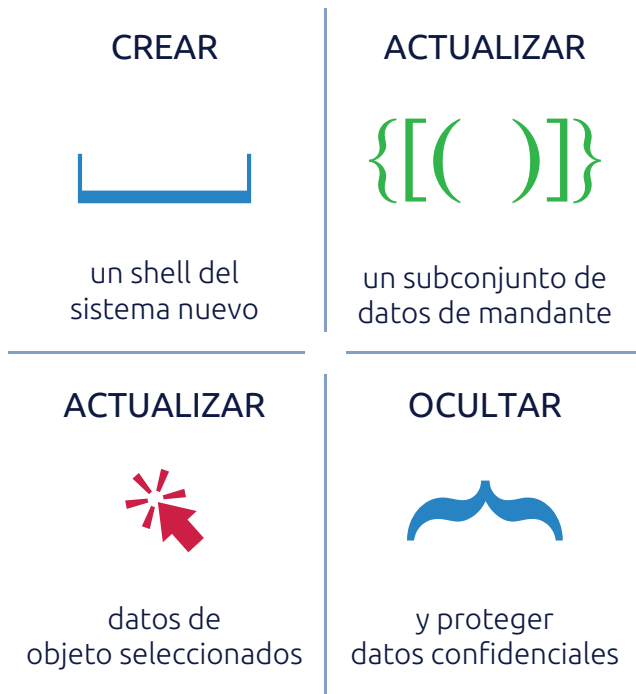 CREAR
un shell del
sistema nuevo
ACTUALIZAR
{[( )]}
un subconjunto de
datos de mandante
ACTUALIZAR
datos de
objeto seleccionados
OCULTAR
y proteger
datos confidenciales